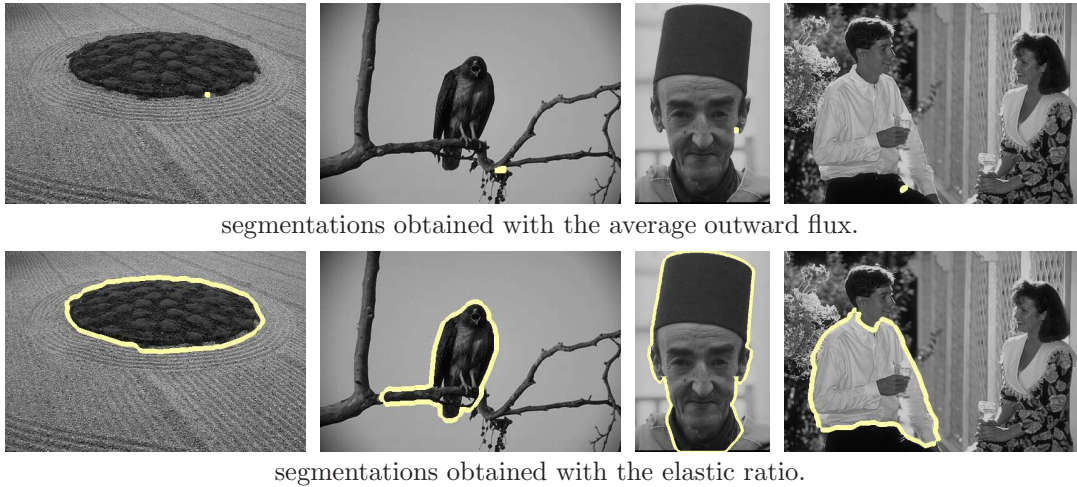 segmentations obtained with the average outward flux.
segmentations obtained with the elastic ratio.